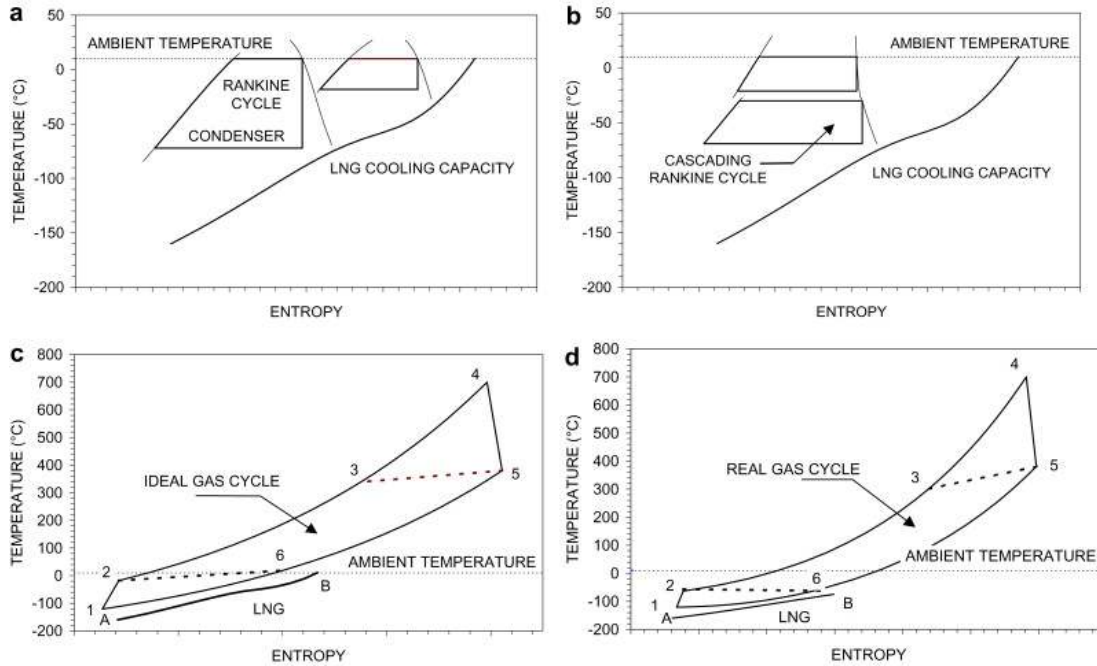 a
50
0
-50
-100
-150
-200
TEMPERATURE (°C)
AMBIENT TEMPERATURE
RANKINE
CYCLE
CONDENSER
LNG COOLING CAPACITY
ENTROPY
b
50
0
-50
-100
-150
-200
TEMPERATURE (°C)
AMBIENT TEMPERATURE
CASCADING
RANKINE CYCLE
LNG COOLING CAPACITY
ENTROPY
c
800
700
600
500
400
300
200
100
0
-100
-200
TEMPERATURE (°C)
4
3
5
IDEAL GAS CYCLE
6
AMBIENT TEMPERATURE
2
B
1
A
LNG
ENTROPY
d
800
700
600
500
400
300
200
100
0
-100
-200
TEMPERATURE (°C)
4
REAL GAS CYCLE
5
3
AMBIENT TEMPERATURE
2
6
1
B
A
LNG
ENTROPY